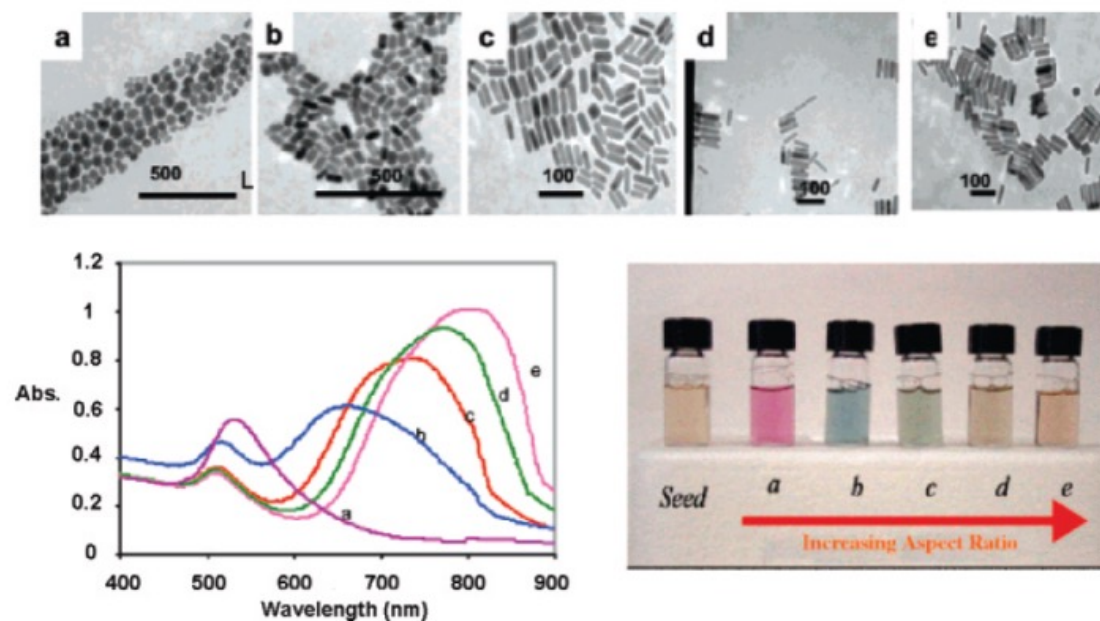 a
b
c
d
e
500
L
500
100
100
100
1.2
1
0.8
0.6
0.4
0.2
0
Abs.
a
b
c
d
e
400 500 600 700 800 900
Wavelength (nm)
Seed a b c d e
Increasing Aspect Ratio